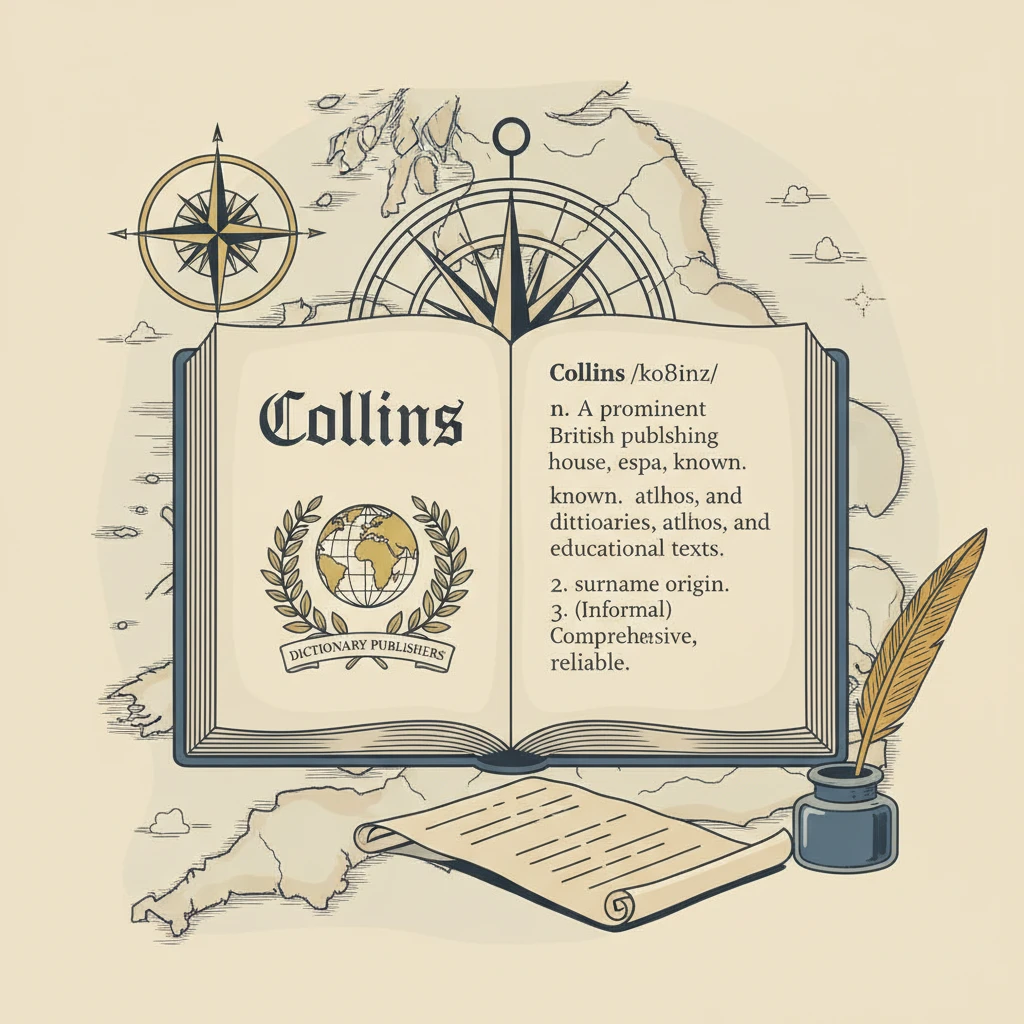 Collins
DICTIONARY PUBLISHERS
Collins /ko8inz/
n. A prominent
British publshing
house, espa, known.
known. atlhos, and
dittioaries, atlhos, and
educational texts.
2. surname origin.
3. (Informal)
Comprehensive,
reliable.